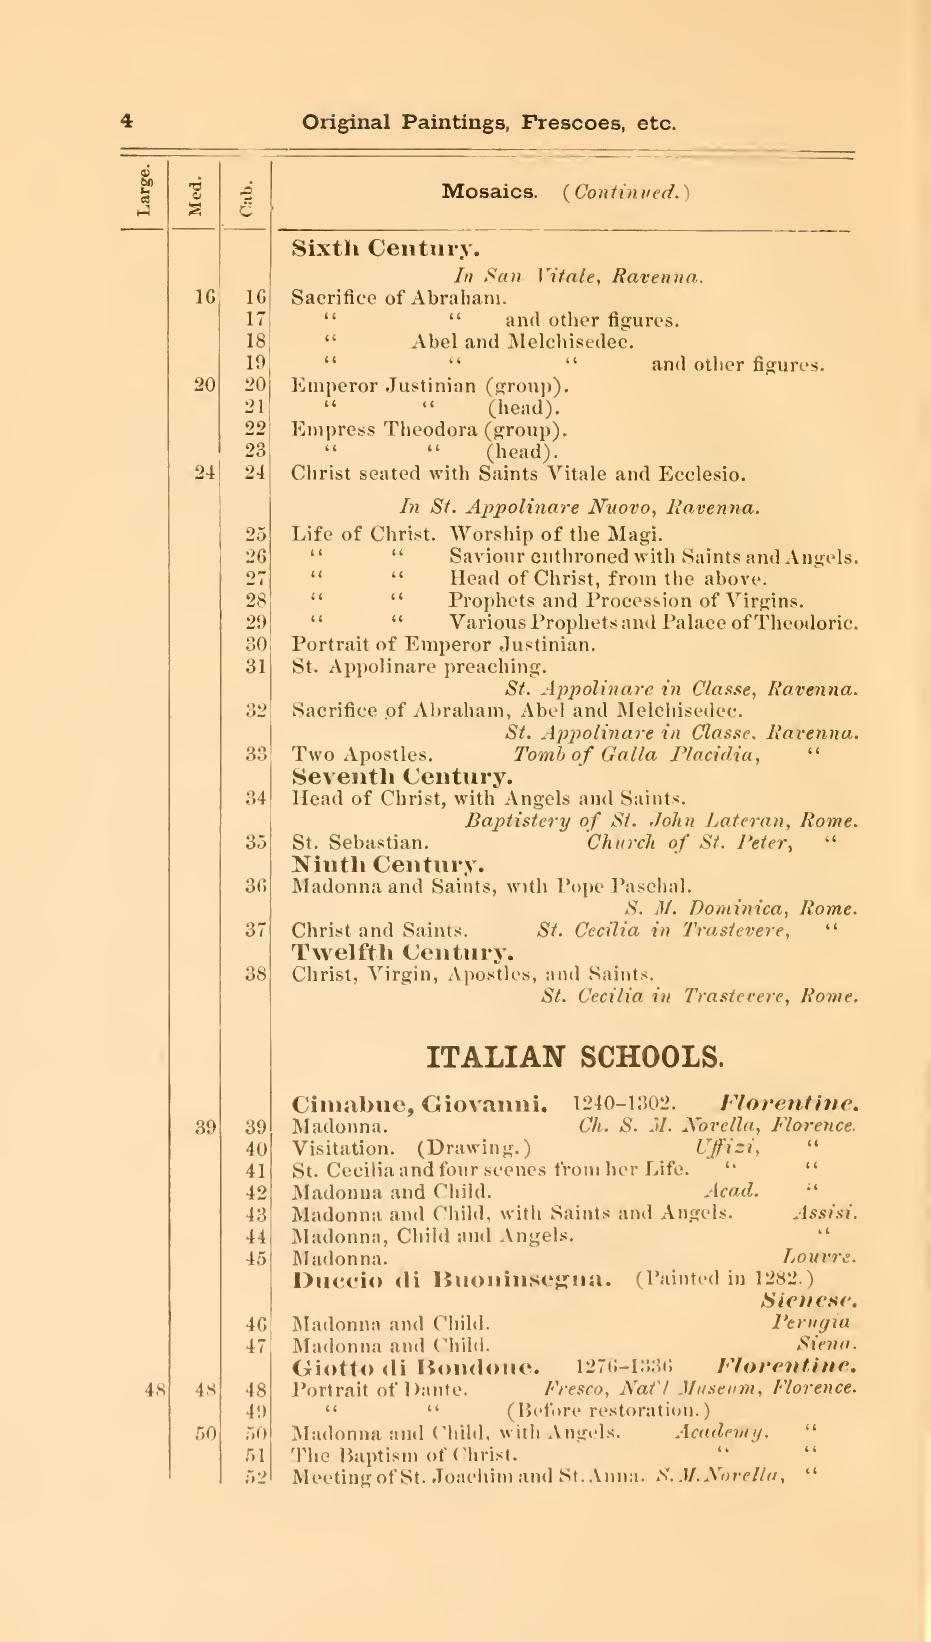 4 Original Paintings, Frescoes, etc.
Large. Med. Cab. Mosaics. (Continued.)
Sixth Century.
In San Vitale, Ravenna.
16 16 Sacrifice of Abraham.
17 “ “ and other figures.
18 “ Abel and Melchisedec.
19 “ “ “ and other figures.
20 20 Emperor Justinian (group).
21 “ “ (head).
22 Empress Theodora (group).
23 “ “ (head).
24 24 Christ seated with Saints Vitale and Ecclesio.
In St. Appolinare Nuovo, Ravenna.
25 Life of Christ. Worship of the Magi.
26 “ “ Saviour enthroned with Saints and Angels.
27 “ “ Head of Christ, from the above.
28 “ “ Prophets and Procession of Virgins.
29 “ “ Various Prophets and Palace of Theodoric.
30 Portrait of Emperor Justinian.
31 St. Appolinare preaching.
St. Appolinare in Classe, Ravenna.
32 Sacrifice of Abraham, Abel and Melchisedec.
St. Appolinare in Classe, Ravenna.
33 Two Apostles. Tomb of Galla Placidia, “
Seventh Century.
34 Head of Christ, with Angels and Saints.
Baptistery of St. John Lateran, Rome.
35 St. Sebastian. Church of St. Peter, “
Ninth Century.
36 Madonna and Saints, with Pope Paschal.
S. M. Dominica, Rome.
37 Christ and Saints. St. Cecilia in Trastevere, “
Twelfth Century.
38 Christ, Virgin, Apostles, and Saints.
St. Cecilia in Trastevere, Rome.
ITALIAN SCHOOLS.
Cimabue, Giovanni. 1240–1302. Florentine.
39 39 Madonna. Ch. S. M. Novella, Florence.
40 Visitation. (Drawing.) Uffizi, “
41 St. Cecilia and four scenes from her Life. “ “
42 Madonna and Child. Acad. “
43 Madonna and Child, with Saints and Angels. Assisi.
44 Madonna, Child and Angels. “
45 Madonna. Louvre.
Duccio di Buoninsegna. (Painted in 1282.)
Sienese.
46 Madonna and Child. Perugia
47 Madonna and Child. Siena.
Giotto di Bondone. 1276–1336 Florentine.
48 48 48 Portrait of Dante. Fresco, Nat'l Museum, Florence.
49 “ “ (Before restoration.)
50 50 Madonna and Child, with Angels. Academy, “
51 The Baptism of Christ. “ “
52 Meeting of St. Joachim and St. Anna. S. M. Novella, “